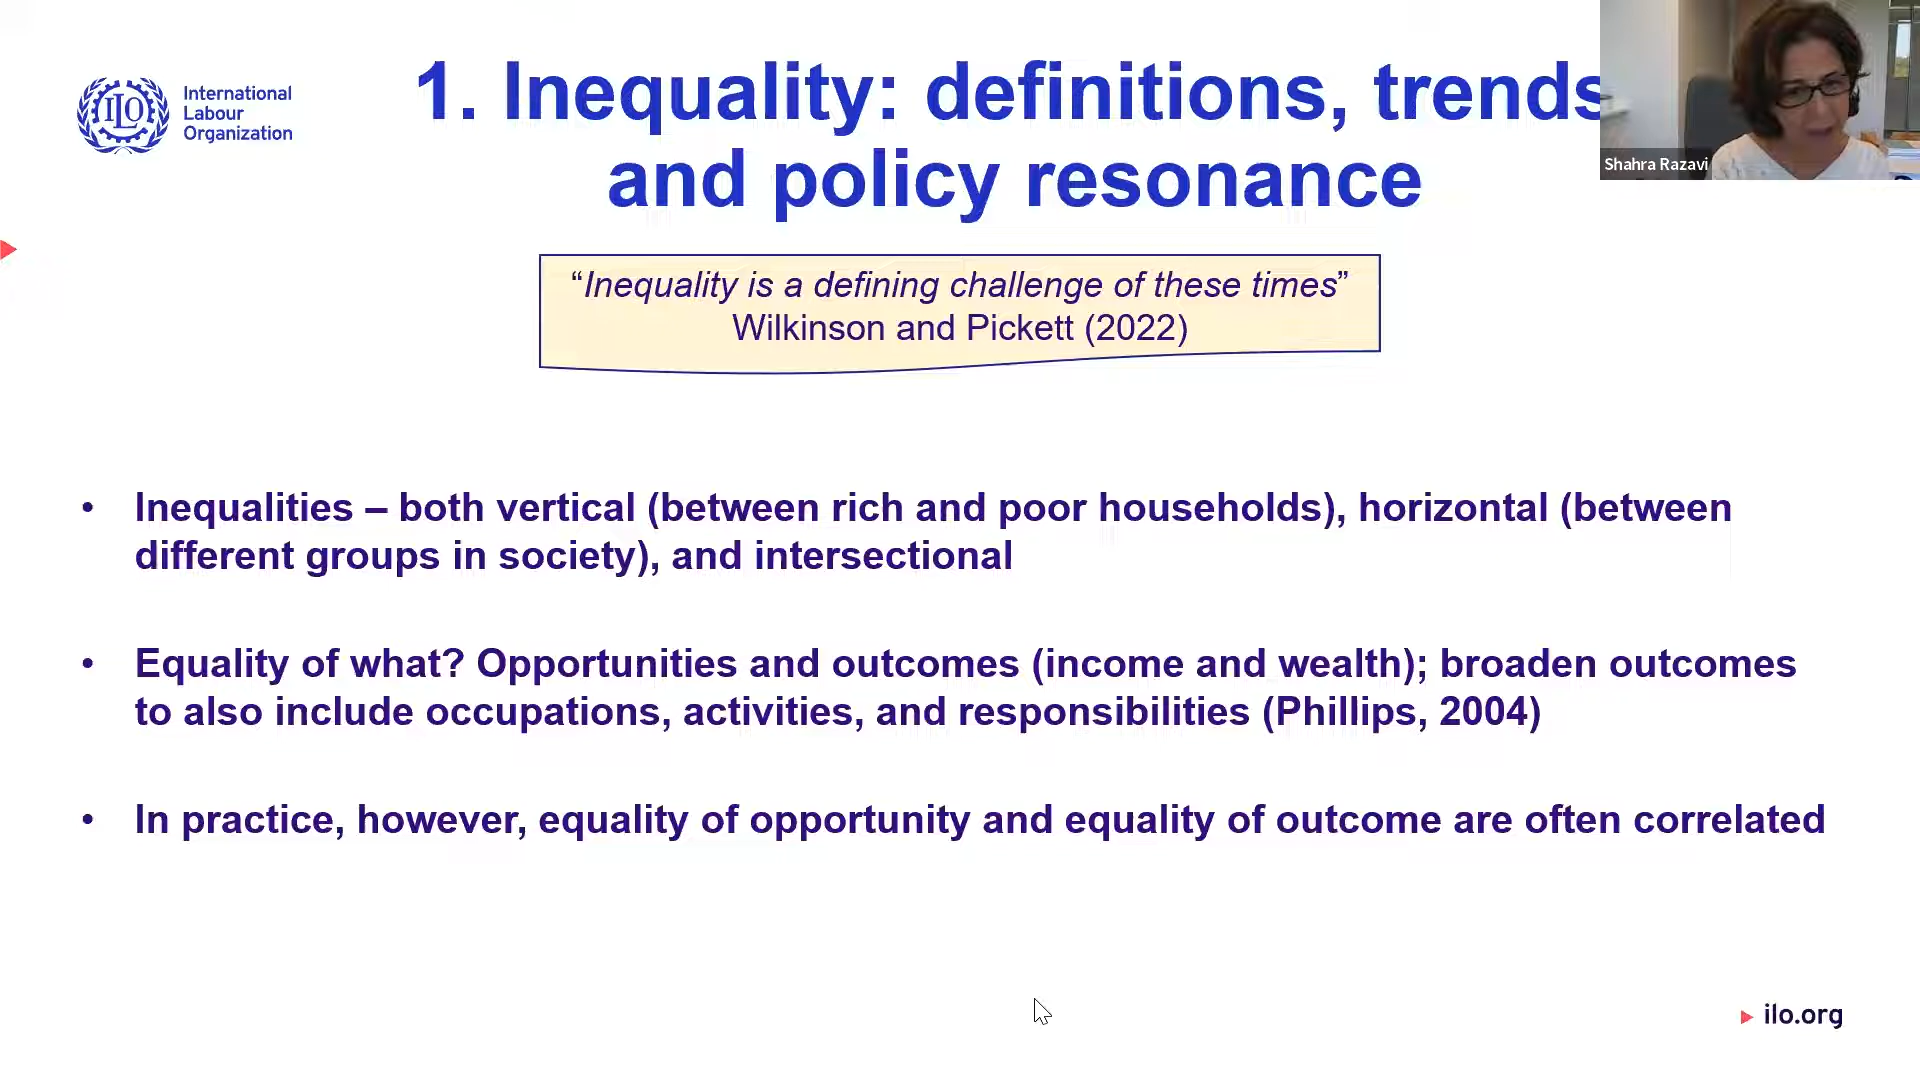 ILO
International
Labour
Organization
1. Inequality: definitions, trends
and policy resonance
Shahra Razavi
“Inequality is a defining challenge of these times”
Wilkinson and Pickett (2022)
• Inequalities – both vertical (between rich and poor households), horizontal (between
different groups in society), and intersectional
• Equality of what? Opportunities and outcomes (income and wealth); broaden outcomes
to also include occupations, activities, and responsibilities (Phillips, 2004)
• In practice, however, equality of opportunity and equality of outcome are often correlated
ilo.org